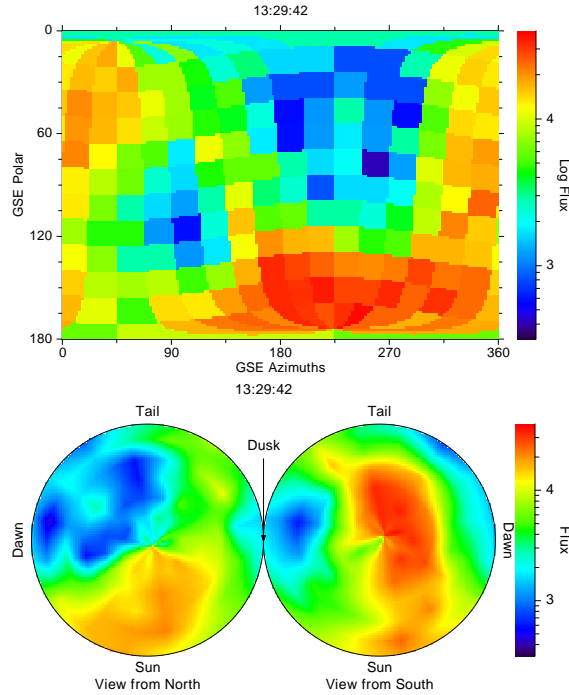 13:29:42
0
60
120
180
GSE Polar
0
90
180
270
360
GSE Azimuths
4
3
Log Flux
13:29:42
Tail
Tail
Dusk
Dawn
Dawn
4
3
Flux
Sun
Sun
View from North
View from South